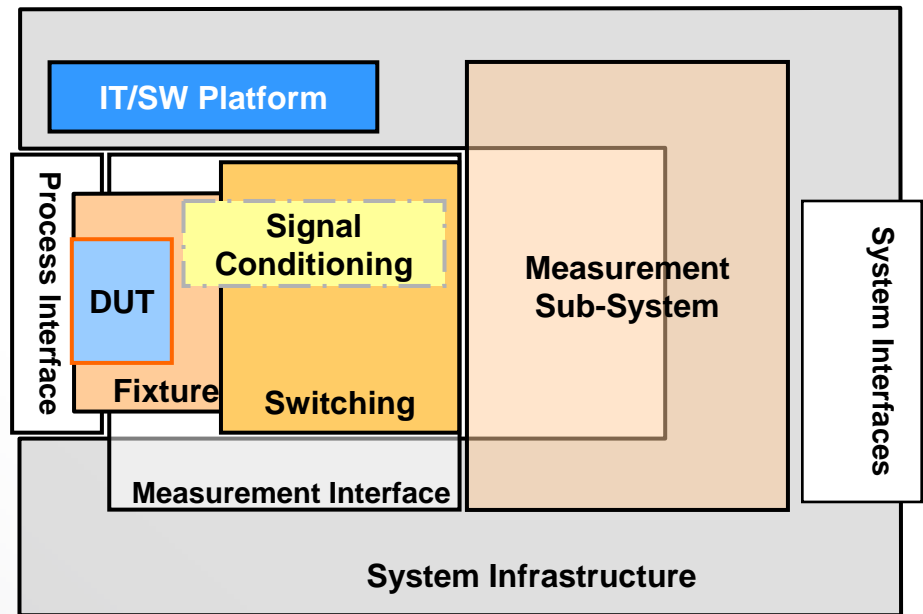 IT/SW Platform
Process Interface
Signal
Conditioning
DUT
Fixture
Switching
Measurement
Sub-System
System Interfaces
Measurement Interface
System Infrastructure